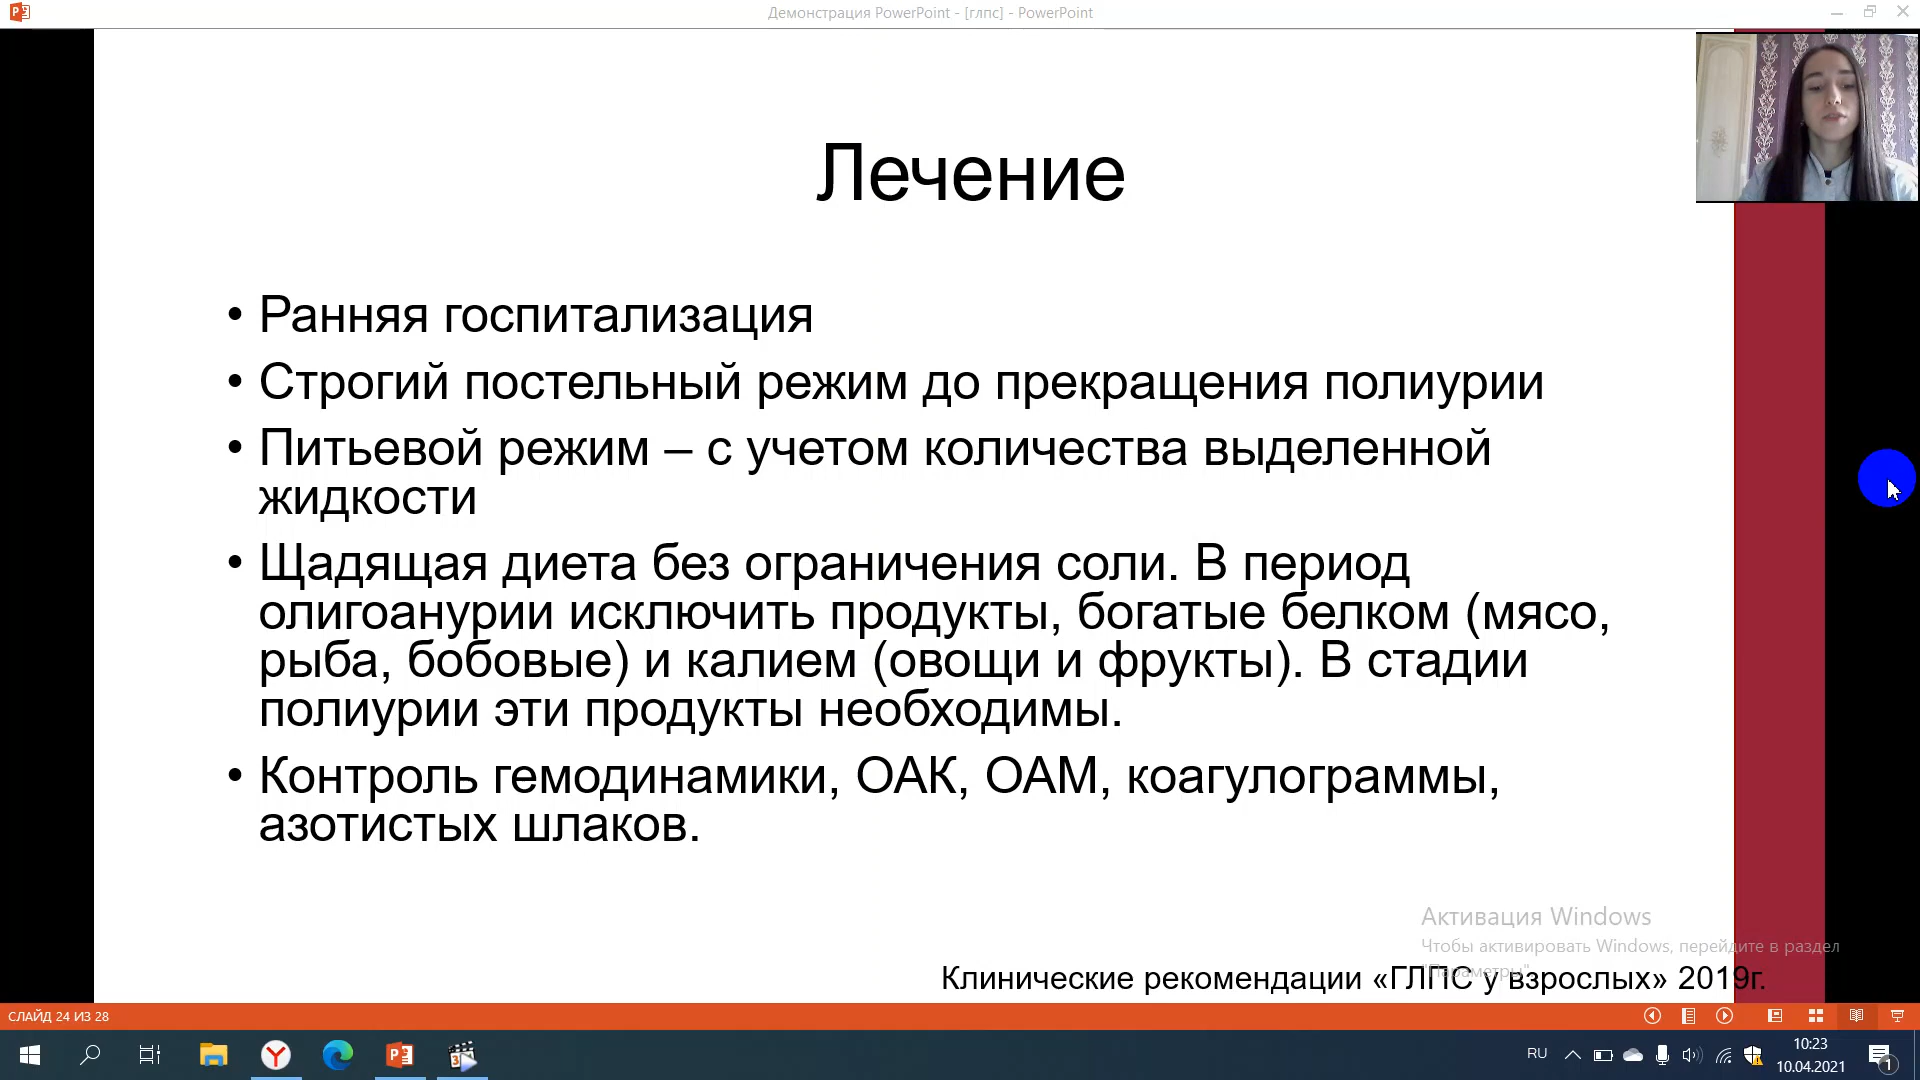 Демонстрация PowerPoint - [глпс] - PowerPoint
Лечение
• Ранняя госпитализация
• Строгий постельный режим до прекращения полиурии
• Питьевой режим – с учетом количества выделенной
жидкости
• Щадящая диета без ограничения соли. В период
олигоанурии исключить продукты, богатые белком (мясо,
рыба, бобовые) и калием (овощи и фрукты). В стадии
полиурии эти продукты необходимы.
• Контроль гемодинамики, ОАК, ОАМ, коагулограммы,
азотистых шлаков.
Активация Windows
Чтобы активировать Windows, перейдите в раздел
"Параметры".
Клинические рекомендации «ГЛПС у взрослых» 2019г.
СЛАЙД 24 ИЗ 28
RU
10:23
10.04.2021
1